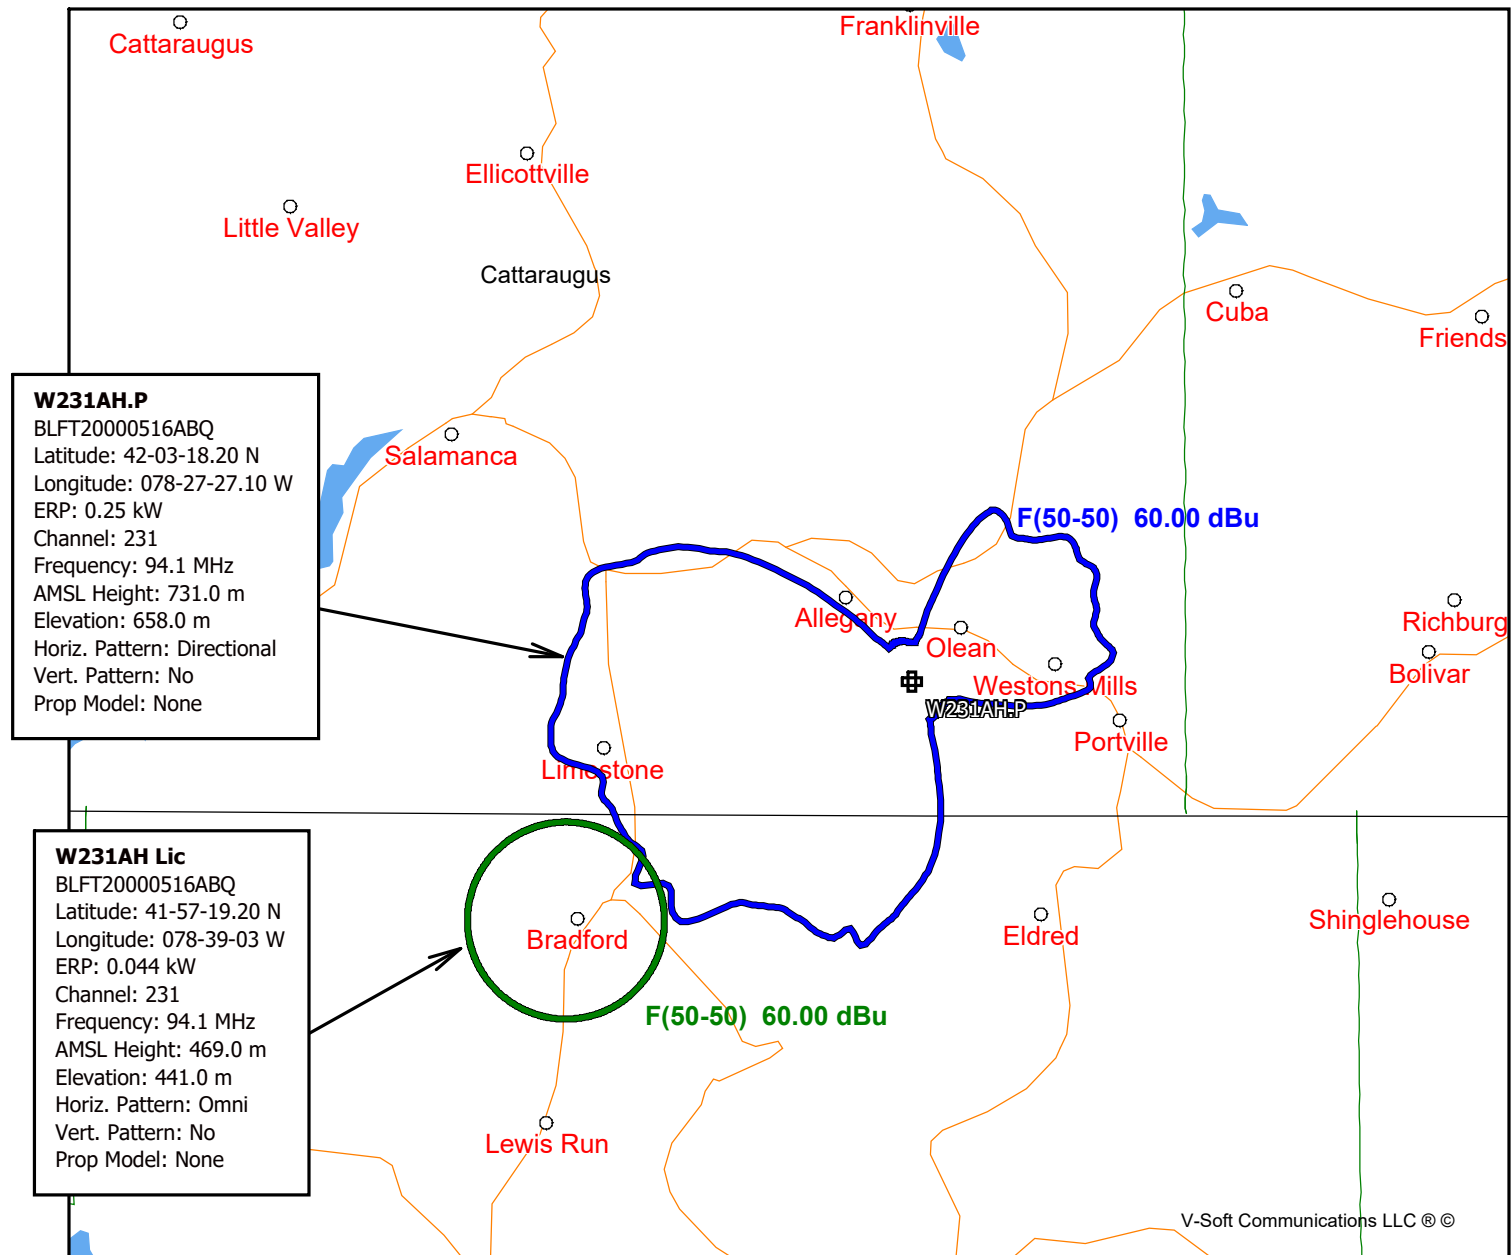 Cattaraugus
Franklinville
Ellicottville
Little Valley
Cattaraugus
Cuba
Friends
W231AH.P
BLFT20000516ABQ
Latitude: 42-03-18.20 N
Longitude: 078-27-27.10 W
ERP: 0.25 kW
Channel: 231
Frequency: 94.1 MHz
AMSL Height: 731.0 m
Elevation: 658.0 m
Horiz. Pattern: Directional
Vert. Pattern: No
Prop Model: None
Salamanca
F(50-50) 60.00 dBu
Allegany
Olean
Richburg
Bolivar
Westons Mills
W231AH.P
Portville
Limestone
W231AH Lic
BLFT20000516ABQ
Latitude: 41-57-19.20 N
Longitude: 078-39-03 W
ERP: 0.044 kW
Channel: 231
Frequency: 94.1 MHz
AMSL Height: 469.0 m
Elevation: 441.0 m
Horiz. Pattern: Omni
Vert. Pattern: No
Prop Model: None
Bradford
Eldred
Shinglehouse
F(50-50) 60.00 dBu
Lewis Run
V-Soft Communications LLC ® ©